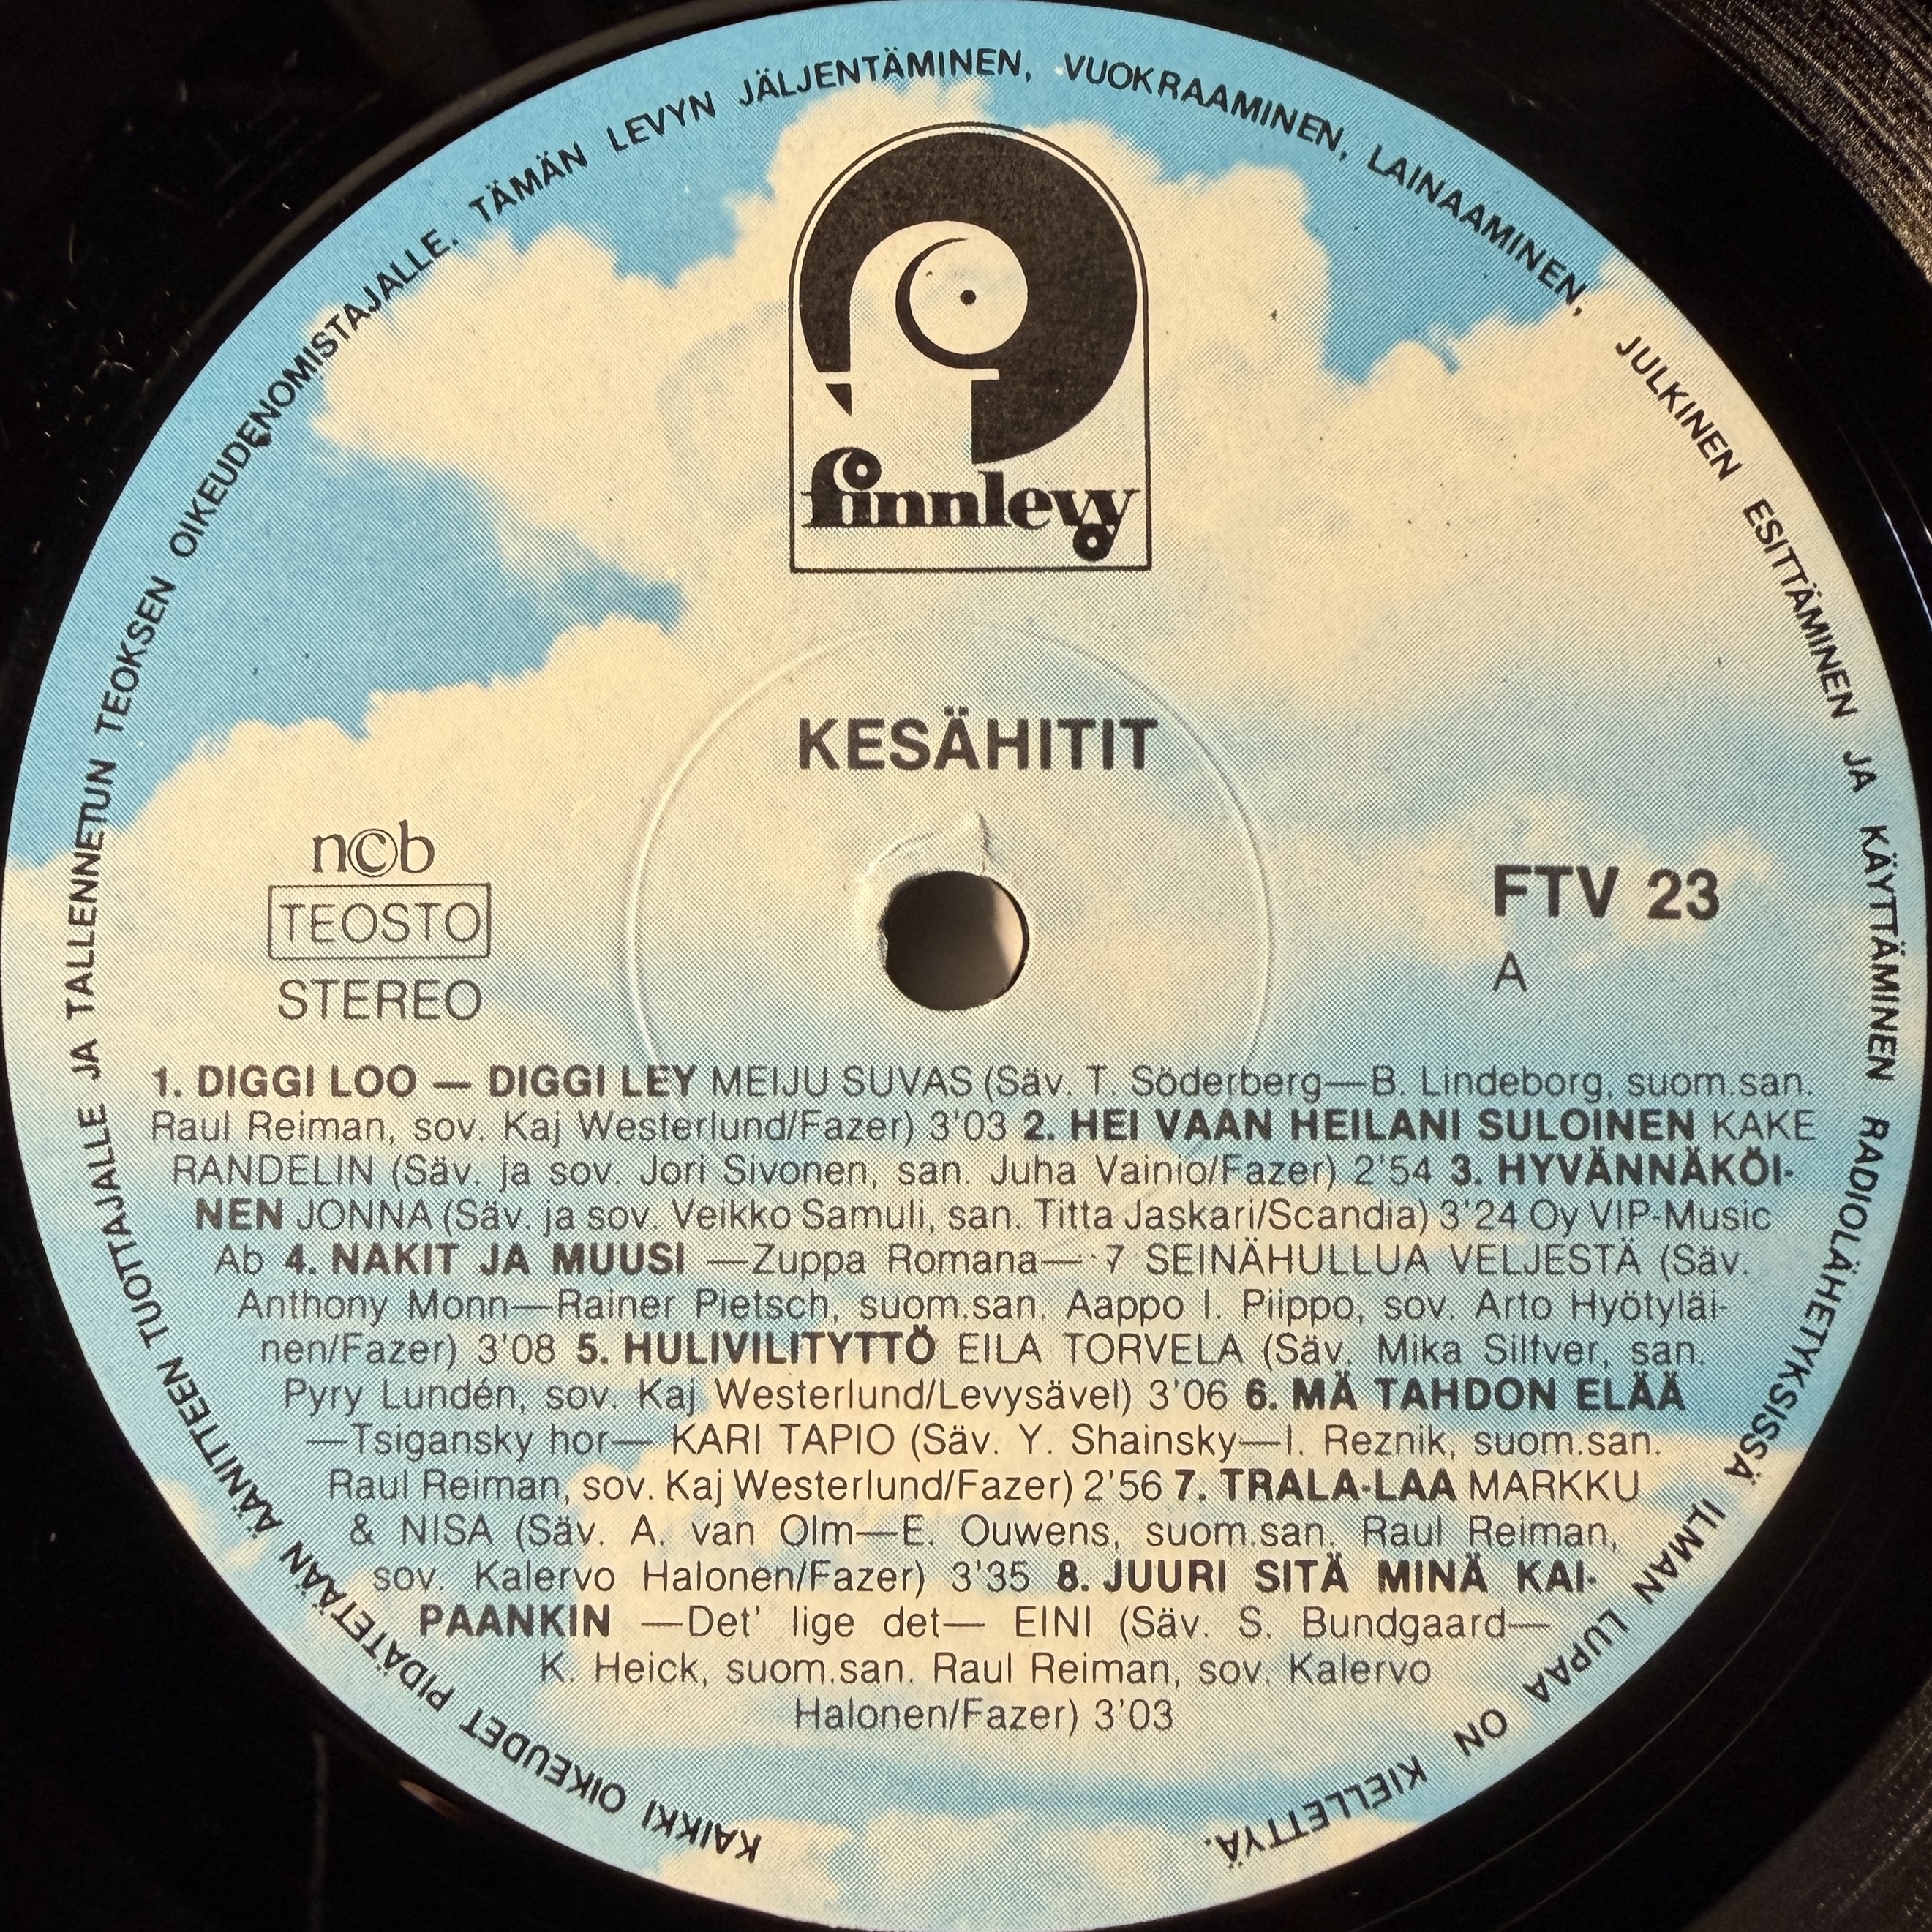 KAIKKI OIKEUDET PIDÄTETÄÄN ÄÄNITTEEN TUOTTAJALLE JA TALLENNETUN TEOKSEN OIKEUDENOMISTAJALLE. TÄMÄN LEVYN JÄLJENTÄMINEN, VUOKRAAMINEN, LAINAAMINEN, JULKINEN ESITTÄMINEN JA KÄYTTÄMINEN RADIOLÄHETYKSISSÄ ILMAN LUPAA ON KIELLETTYÄ.
finnlevy
KESÄHITIT
n©b
TEOSTO
STEREO
FTV 23
A
1. DIGGI LOO — DIGGI LEY MEIJU SUVAS (Säv. T. Söderberg—B. Lindeborg, suom.san.
Raul Reiman, sov. Kaj Westerlund/Fazer) 3'03 2. HEI VAAN HEILANI SULOINEN KAKE
RANDELIN (Säv. ja sov. Jori Sivonen, san. Juha Vainio/Fazer) 2'54 3. HYVÄNNÄKÖI-
NEN JONNA (Säv. ja sov. Veikko Samuli, san. Titta Jaskari/Scandia) 3'24 Oy VIP-Music
Ab 4. NAKIT JA MUUSI —Zuppa Romana— 7 SEINÄHULLUA VELJESTÄ (Säv.
Anthony Monn—Rainer Pietsch, suom.san. Aappo I. Piippo, sov. Arto Hyötyläi-
nen/Fazer) 3'08 5. HULIVILITYTTÖ EILA TORVELA (Säv. Mika Silfver, san.
Pyry Lundén, sov. Kaj Westerlund/Levysävel) 3'06 6. MÄ TAHDON ELÄÄ
—Tsigansky hor— KARI TAPIO (Säv. Y. Shainsky—I. Reznik, suom.san.
Raul Reiman, sov. Kaj Westerlund/Fazer) 2'56 7. TRALA-LAA MARKKU
& NISA (Säv. A. van Olm—E. Ouwens, suom.san. Raul Reiman,
sov. Kalervo Halonen/Fazer) 3'35 8. JUURI SITÄ MINÄ KAI-
PAANKIN —Det' lige det— EINI (Säv. S. Bundgaard—
K. Heick, suom.san. Raul Reiman, sov. Kalervo
Halonen/Fazer) 3'03